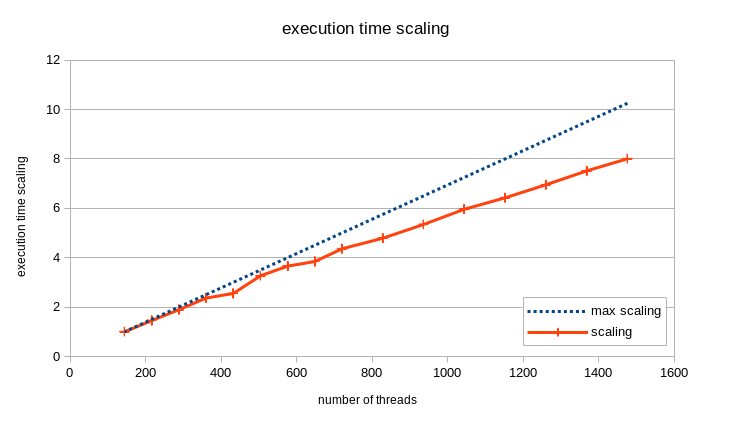 execution time scaling
12
10
8
6
4
2
0
execution time scaling
max scaling
scaling
0 200 400 600 800 1000 1200 1400 1600
number of threads